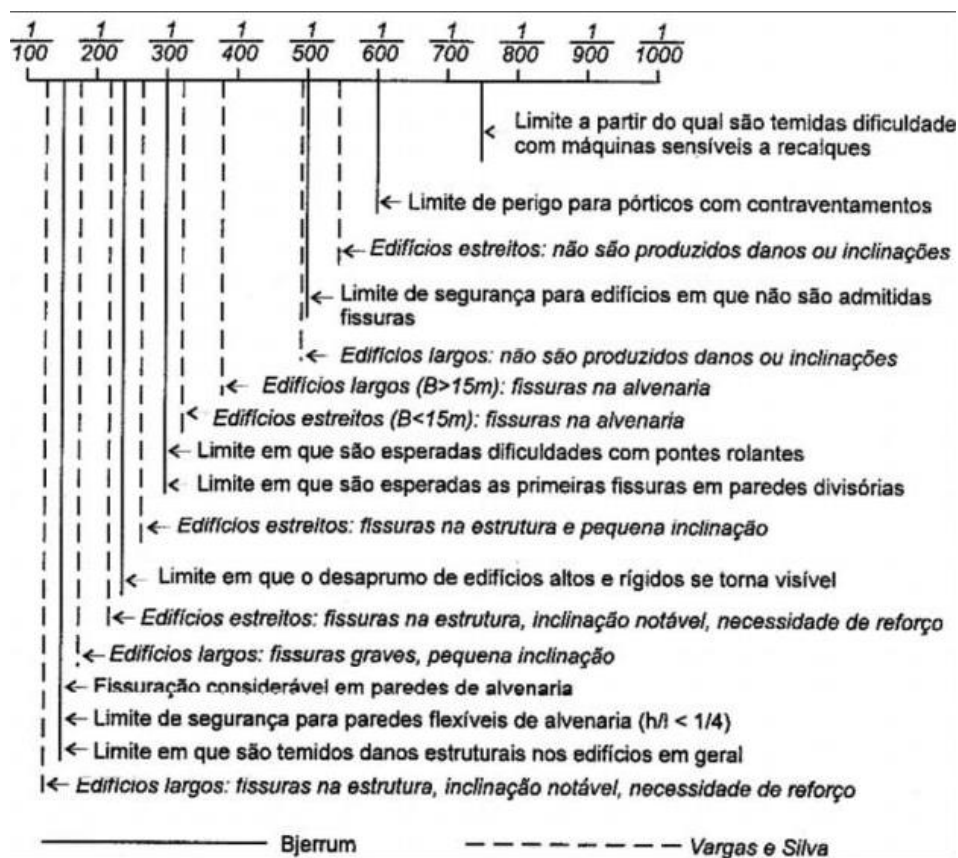 1/100 1/200 1/300 1/400 1/500 1/600 1/700 1/800 1/900 1/1000
Limite a partir do qual são temidas dificuldade
com máquinas sensíveis a recalques
Limite de perigo para pórticos com contraventamentos
Edifícios estreitos: não são produzidos danos ou inclinações
Limite de segurança para edifícios em que não são admitidas
fissuras
Edifícios largos: não são produzidos danos ou inclinações
Edifícios largos (B>15m): fissuras na alvenaria
Edifícios estreitos (B<15m): fissuras na alvenaria
Limite em que são esperadas dificuldades com pontes rolantes
Limite em que são esperadas as primeiras fissuras em paredes divisórias
Edifícios estreitos: fissuras na estrutura e pequena inclinação
Limite em que o desaprumo de edifícios altos e rígidos se torna visível
Edifícios estreitos: fissuras na estrutura, inclinação notável, necessidade de reforço
Edifícios largos: fissuras graves, pequena inclinação
Fissuração considerável em paredes de alvenaria
Limite de segurança para paredes flexíveis de alvenaria (h/l < 1/4)
Limite em que são temidos danos estruturais nos edifícios em geral
Edifícios largos: fissuras na estrutura, inclinação notável, necessidade de reforço
Bjerrum Vargas e Silva